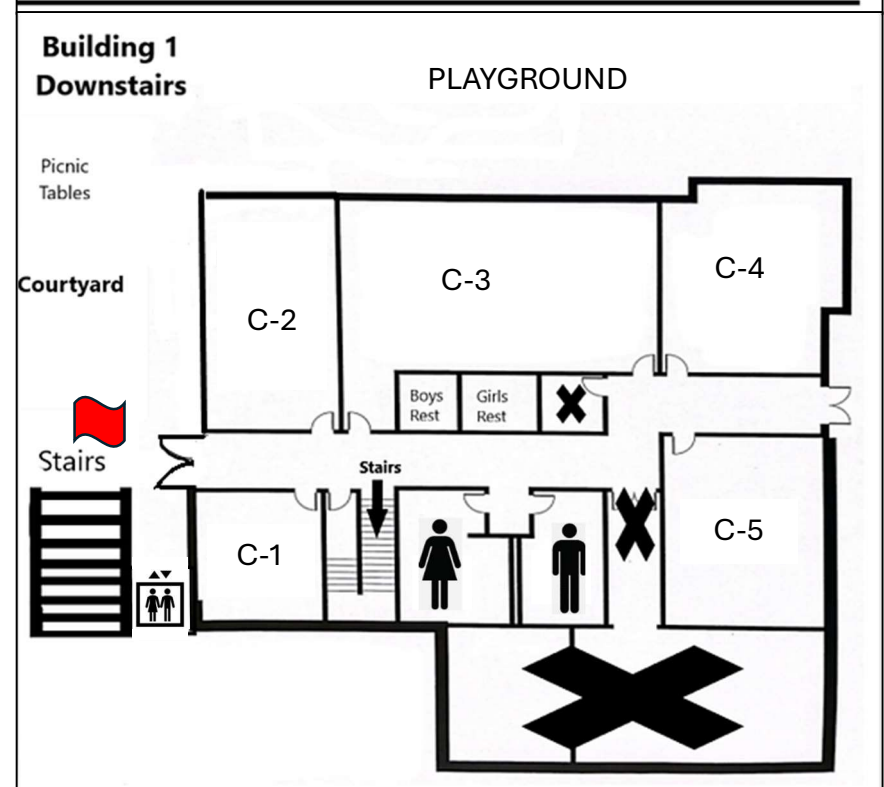 Building 1
Downstairs
PLAYGROUND
Picnic
Tables
Courtyard
C-2
C-3
C-4
Boys
Rest
Girls
Rest
Stairs
Stairs
C-1
C-5